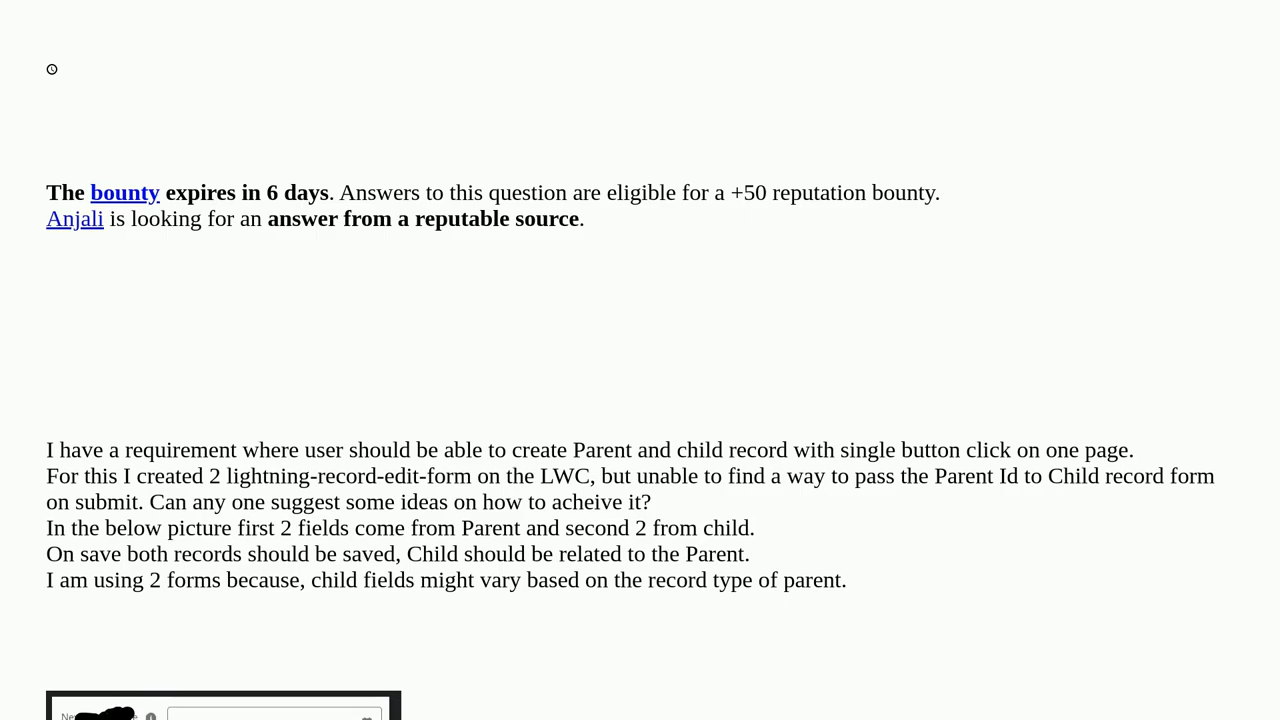 The bounty expires in 6 days. Answers to this question are eligible for a +50 reputation bounty.
Anjali is looking for an answer from a reputable source.
I have a requirement where user should be able to create Parent and child record with single button click on one page.
For this I created 2 lightning-record-edit-form on the LWC, but unable to find a way to pass the Parent Id to Child record form
on submit. Can any one suggest some ideas on how to acheive it?
In the below picture first 2 fields come from Parent and second 2 from child.
On save both records should be saved, Child should be related to the Parent.
I am using 2 forms because, child fields might vary based on the record type of parent.